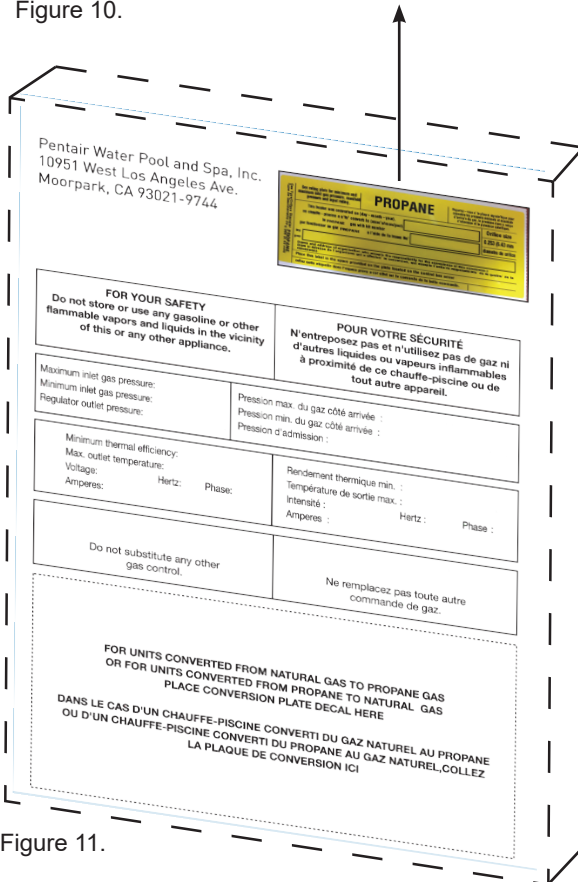 Figure 10.
Pentair Water Pool and Spa, Inc.
10951 West Los Angeles Ave.
Moorpark, CA 93021-9744
PROPANE
FOR YOUR SAFETY
Do not store or use any gasoline or other
flammable vapors and liquids in the vicinity
of this or any other appliance.
POUR VOTRE SÉCURITÉ
N'entreposez pas et n'utilisez pas de gaz ni
d'autres liquides ou vapeurs inflammables
à proximité de ce chauffe-piscine ou de
tout autre appareil.
Maximum inlet gas pressure:
Minimum inlet gas pressure:
Regulator outlet pressure:
Pression max. du gaz côté arrivée :
Pression min. du gaz côté arrivée :
Pression d'admission :
Minimum thermal efficiency:
Max. outlet temperature:
Voltage: Hertz: Phase:
Amperes:
Rendement thermique min. :
Température de sortie max. :
Intensité : Hertz : Phase :
Amperes :
Do not substitute any other
gas control.
Ne remplacez pas toute autre
commande de gaz.
FOR UNITS CONVERTED FROM NATURAL GAS TO PROPANE GAS
OR FOR UNITS CONVERTED FROM PROPANE TO NATURAL GAS
PLACE CONVERSION PLATE DECAL HERE
DANS LE CAS D'UN CHAUFFE-PISCINE CONVERTI DU GAZ NATUREL AU PROPANE
OU D'UN CHAUFFE-PISCINE CONVERTI DU PROPANE AU GAZ NATUREL,COLLEZ
LA PLAQUE DE CONVERSION ICI
Figure 11.